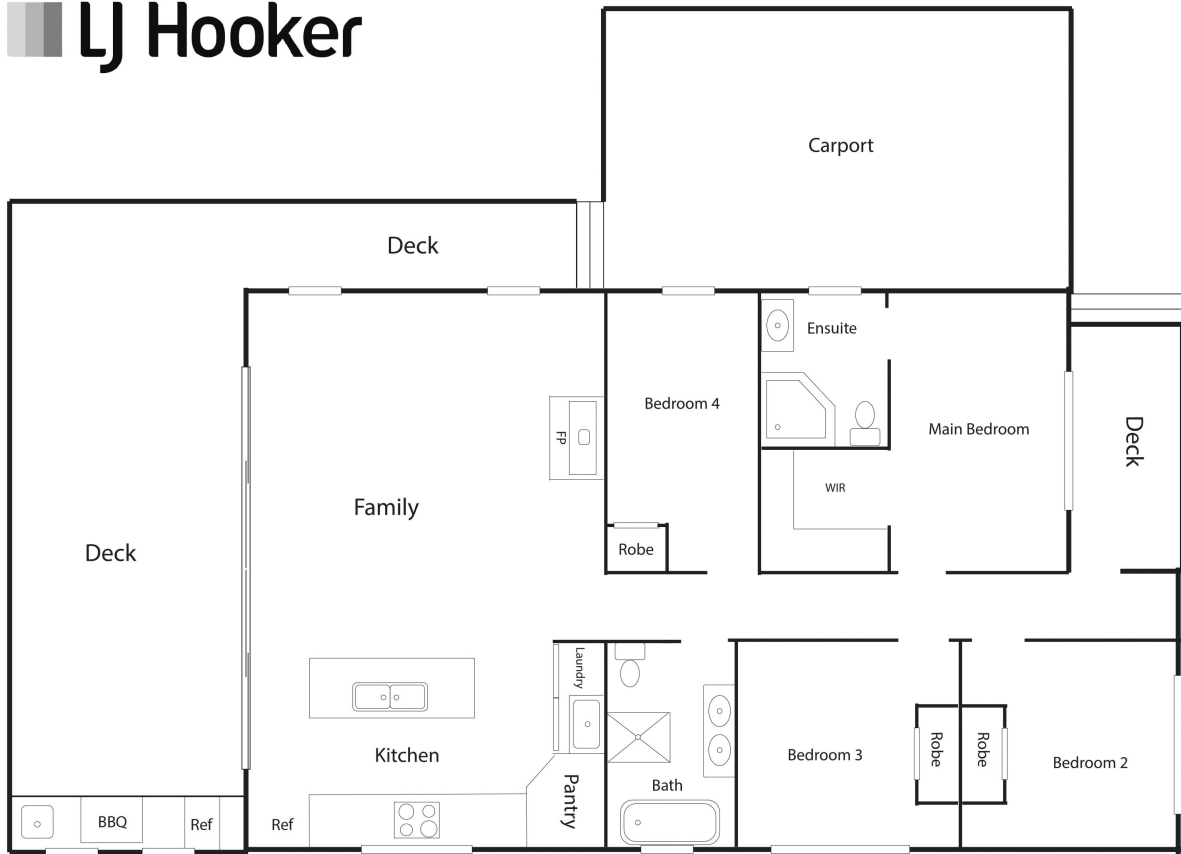 LJ Hooker
Carport
Deck
Ensuite
Bedroom 4
Main Bedroom
Deck
FP
WIR
Family
Robe
Deck
Laundry
Kitchen
Bedroom 3
Robe
Robe
Bedroom 2
Bath
Pantry
BBQ
Ref
Ref